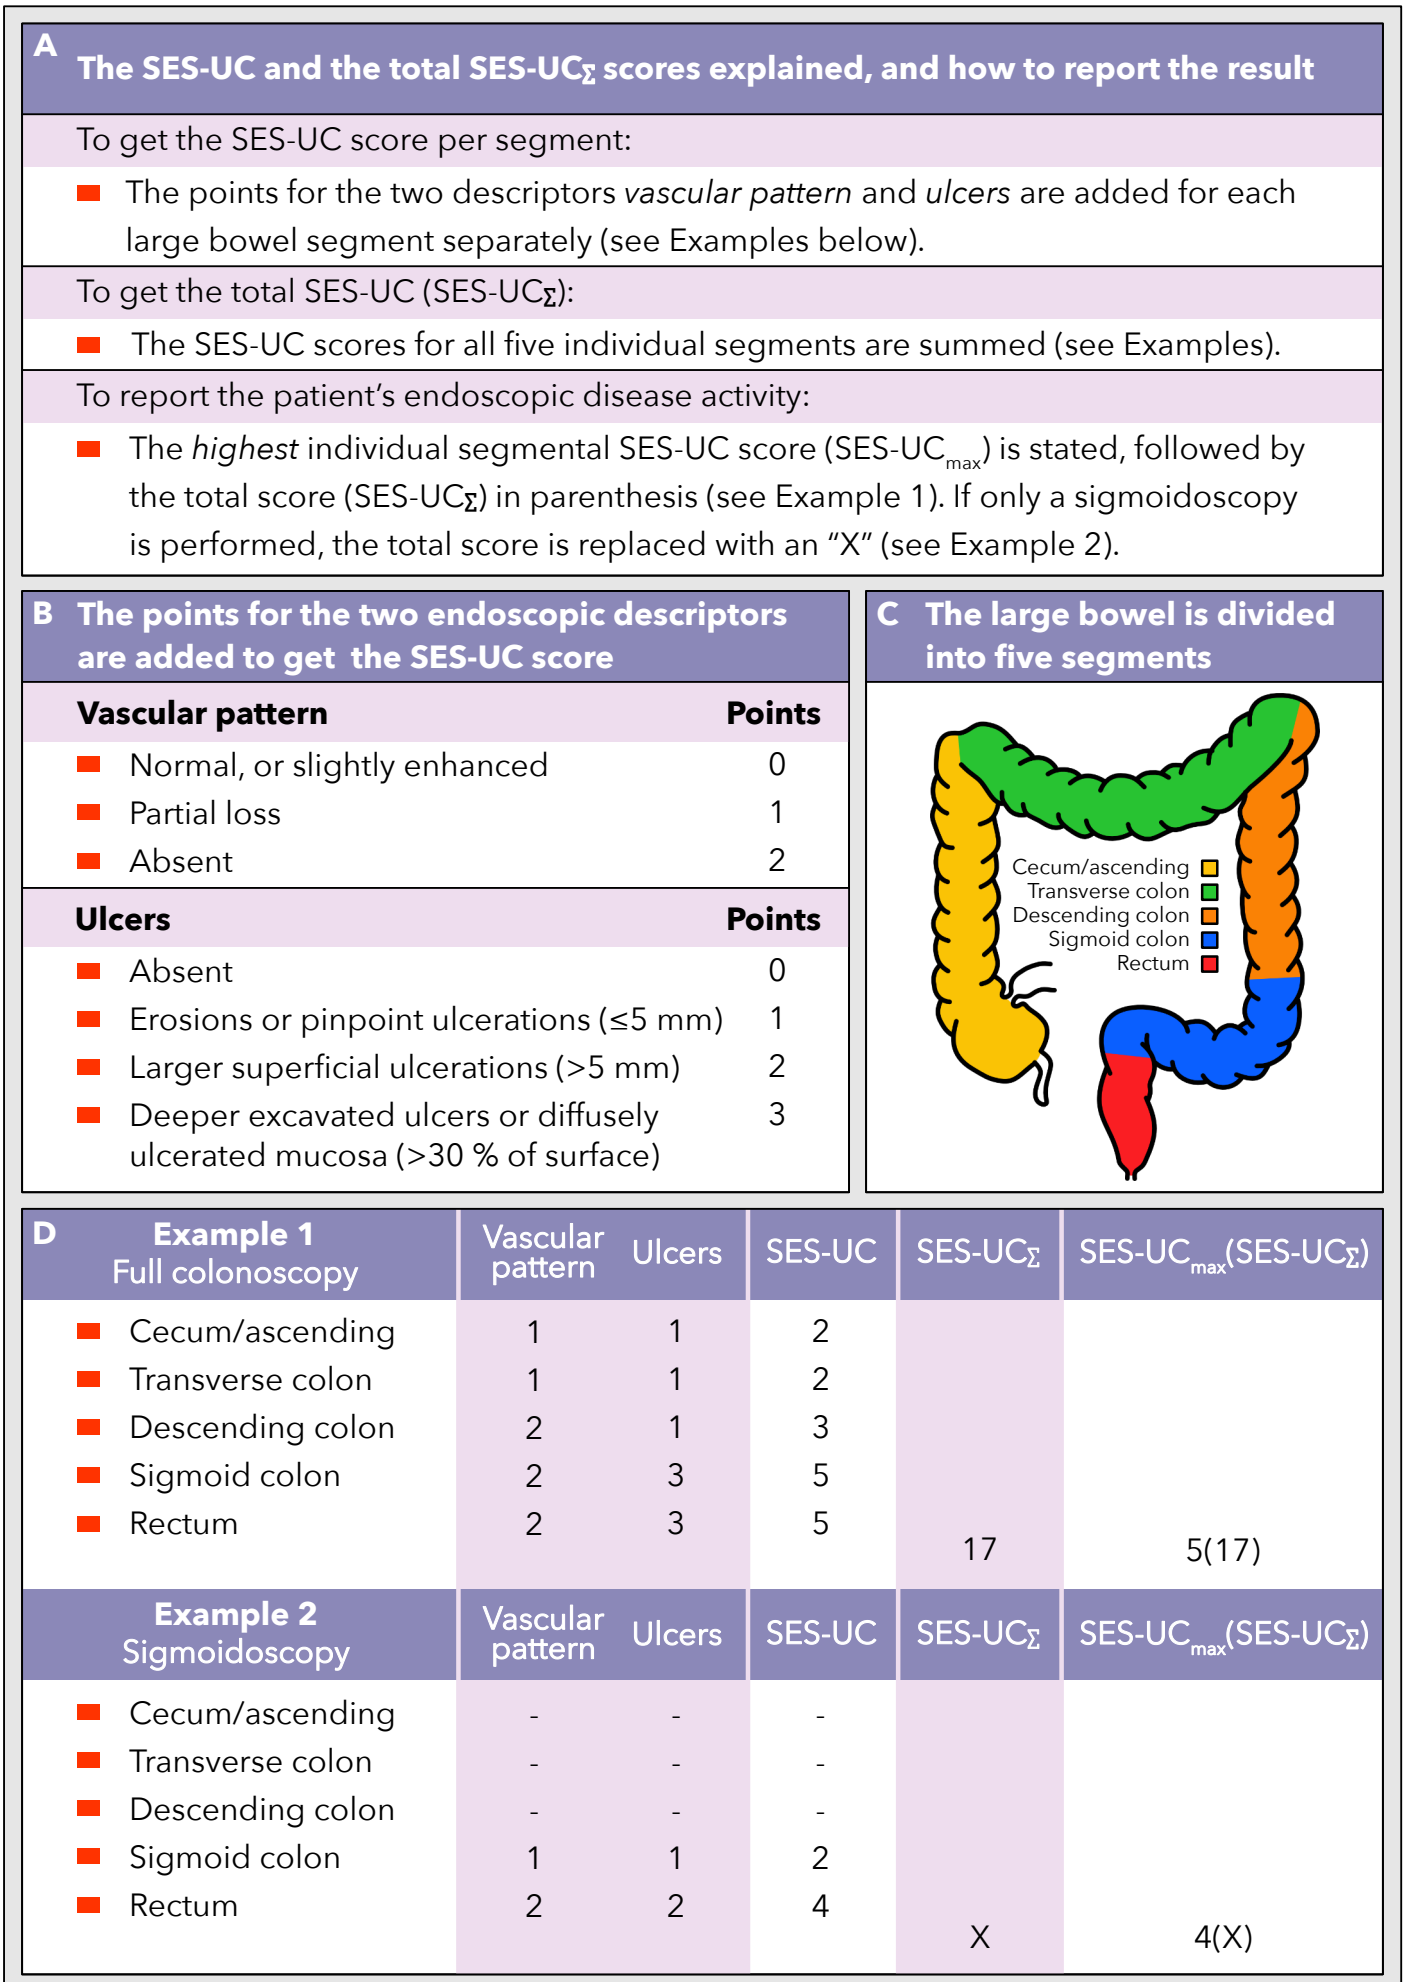 A
The SES-UC and the total SES-UCΣ scores explained, and how to report the result
To get the SES-UC score per segment:
The points for the two descriptors vascular pattern and ulcers are added for each
large bowel segment separately (see Examples below).
To get the total SES-UC (SES-UCΣ):
The SES-UC scores for all five individual segments are summed (see Examples).
To report the patient’s endoscopic disease activity:
The highest individual segmental SES-UC score (SES-UCmax) is stated, followed by
the total score (SES-UCΣ) in parenthesis (see Example 1). If only a sigmoidoscopy
is performed, the total score is replaced with an “X” (see Example 2).
B The points for the two endoscopic descriptors
are added to get the SES-UC score
Vascular pattern Points
Normal, or slightly enhanced 0
Partial loss 1
Absent 2
Ulcers Points
Absent 0
Erosions or pinpoint ulcerations (≤5 mm) 1
Larger superficial ulcerations (>5 mm) 2
Deeper excavated ulcers or diffusely 3
ulcerated mucosa (>30 % of surface)
C The large bowel is divided
into five segments
Cecum/ascending
Transverse colon
Descending colon
Sigmoid colon
Rectum
D Example 1
Full colonoscopy
Vascular
pattern
Ulcers
SES-UC
SES-UCΣ
SES-UCmax(SES-UCΣ)
Cecum/ascending 1 1 2
Transverse colon 1 1 2
Descending colon 2 1 3
Sigmoid colon 2 3 5
Rectum 2 3 5
17 5(17)
Example 2
Sigmoidoscopy
Vascular
pattern
Ulcers
SES-UC
SES-UCΣ
SES-UCmax(SES-UCΣ)
Cecum/ascending - - -
Transverse colon - - -
Descending colon - - -
Sigmoid colon 1 1 2
Rectum 2 2 4
X 4(X)